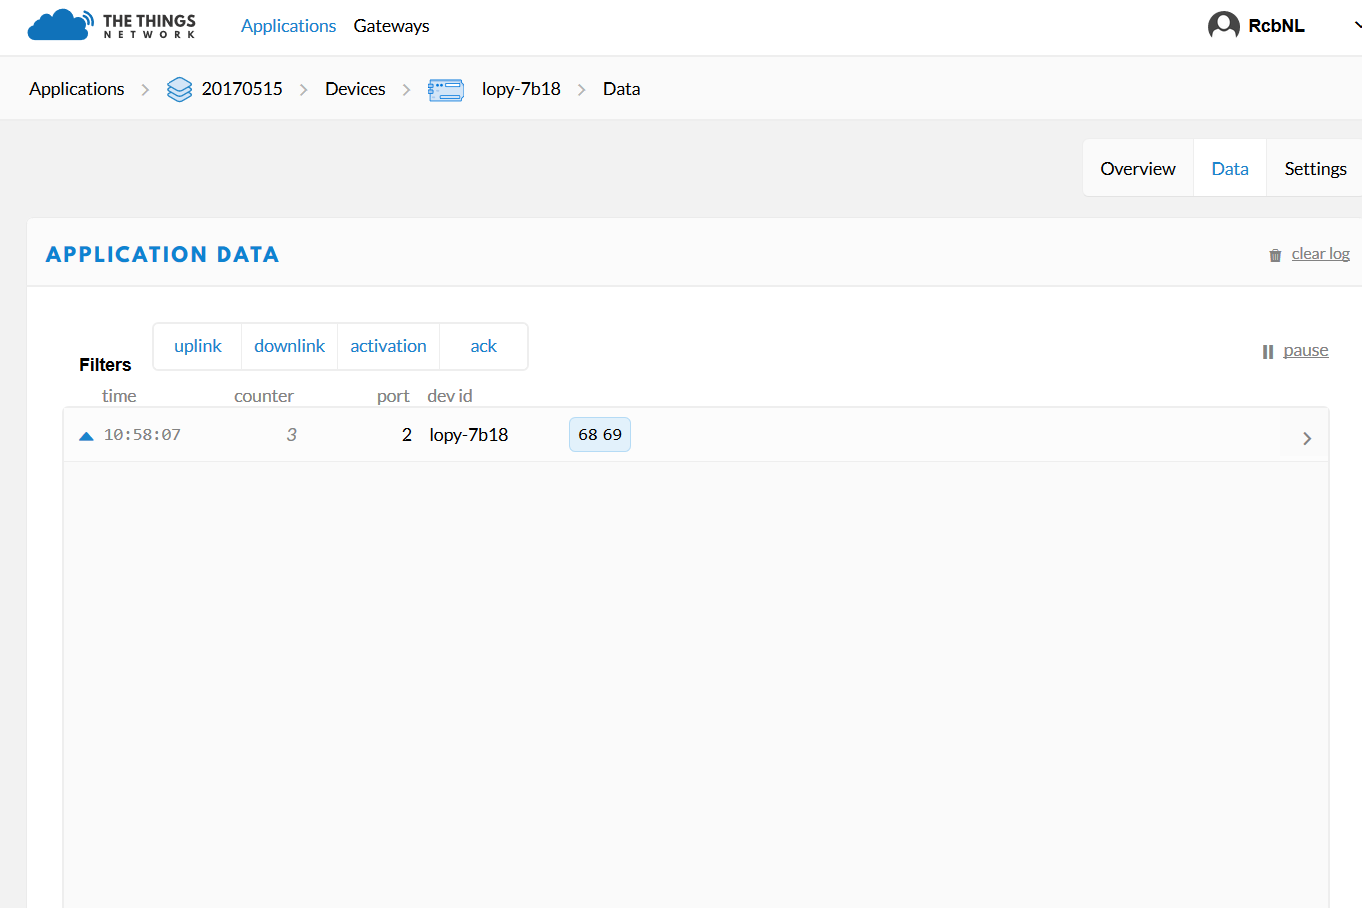 THE THINGS
NETWORK
Applications Gateways
RcbNL
Applications 20170515 Devices lopy-7b18 Data
Overview Data Settings
APPLICATION DATA
clear log
uplink downlink activation ack
Filters
pause
time counter port dev id
10:58:07 3 2 lopy-7b18 68 69